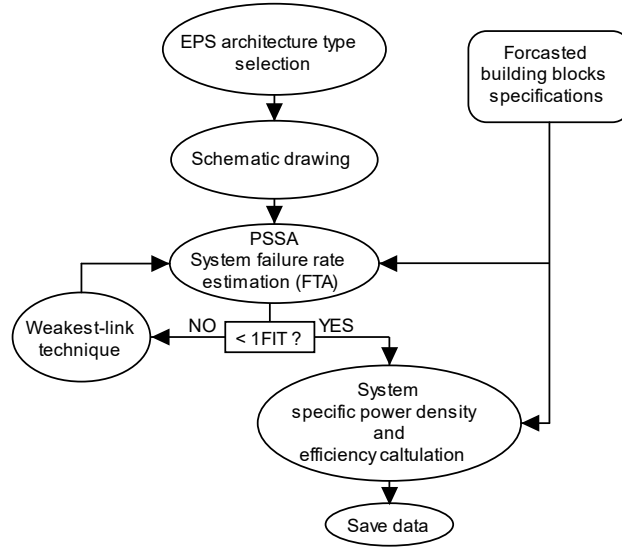 EPS architecture type
selection
Forcasted
building blocks
specifications
Schematic drawing
PSSA
System failure rate
estimation (FTA)
Weakest-link
technique
NO
< 1FIT ?
YES
System
specific power density
and
efficiency caltulation
Save data